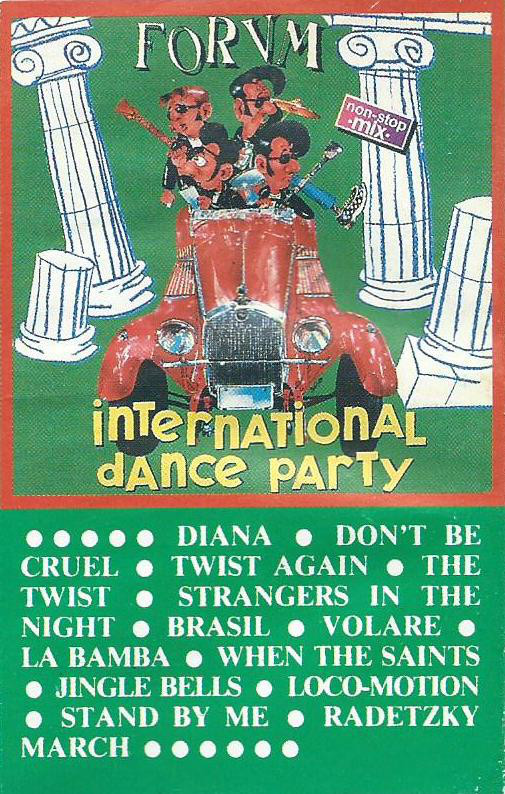 FORVM
non-stop
·mix·
international
dance party
● ● ● ● ● DIANA ● DON'T BE
CRUEL ● TWIST AGAIN ● THE
TWIST ● STRANGERS IN THE
NIGHT ● BRASIL ● VOLARE ●
LA BAMBA ● WHEN THE SAINTS
● JINGLE BELLS ● LOCO-MOTION
● STAND BY ME ● RADETZKY
MARCH ● ● ● ● ● ●